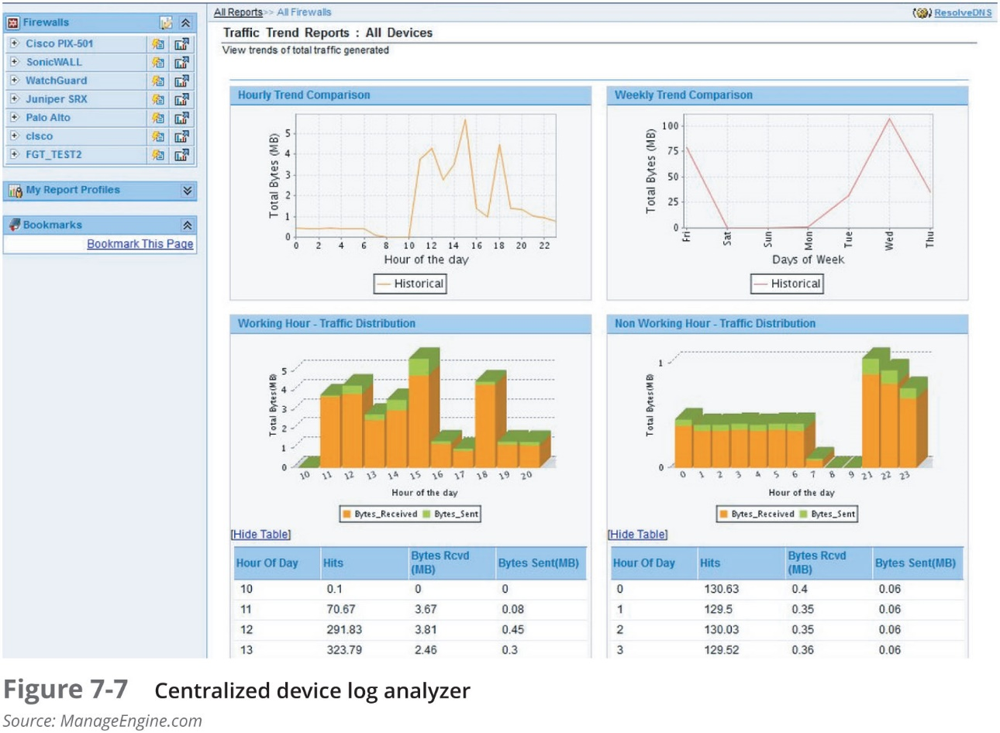 Firewalls
Cisco PIX-501
SonicWALL
WatchGuard
Juniper SRX
Palo Alto
cIsco
FGT_TEST2
My Report Profiles
Bookmarks
Bookmark This Page
All Reports>> All Firewalls
ResolveDNS
Traffic Trend Reports : All Devices
View trends of total traffic generated
Hourly Trend Comparison
Total Bytes (MB)
5
4
3
2
1
0
0 2 4 6 8 10 12 14 16 18 20 22
Hour of the day
Historical
Weekly Trend Comparison
Total Bytes (MB)
100
75
50
25
0
Fri Sat Sun Mon Tue Wed Thu
Days of Week
Historical
Working Hour - Traffic Distribution
Total Bytes(MB)
5
4
3
2
1
0
10 11 12 13 14 15 16 17 18 19 20
Hour of the day
Bytes_Received Bytes_Sent
[Hide Table]
Hour Of Day Hits Bytes Rcvd (MB) Bytes Sent(MB)
10 0.1 0 0
11 70.67 3.67 0.08
12 291.83 3.81 0.45
13 323.79 2.46 0.3
Non Working Hour - Traffic Distribution
Total Bytes(MB)
1
0
0 1 2 3 4 5 6 7 8 9 21 22 23
Hour of the day
Bytes_Received Bytes_Sent
[Hide Table]
Hour Of Day Hits Bytes Rcvd (MB) Bytes Sent(MB)
0 130.63 0.4 0.06
1 129.5 0.35 0.06
2 130.03 0.35 0.06
3 129.52 0.36 0.06
Figure 7-7 Centralized device log analyzer
Source: ManageEngine.com